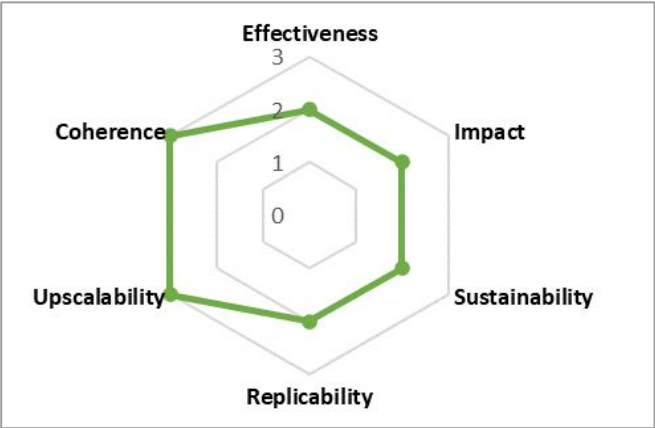 Effectiveness
3
2
Coherence
Impact
1
0
Upscalability
Sustainability
Replicability